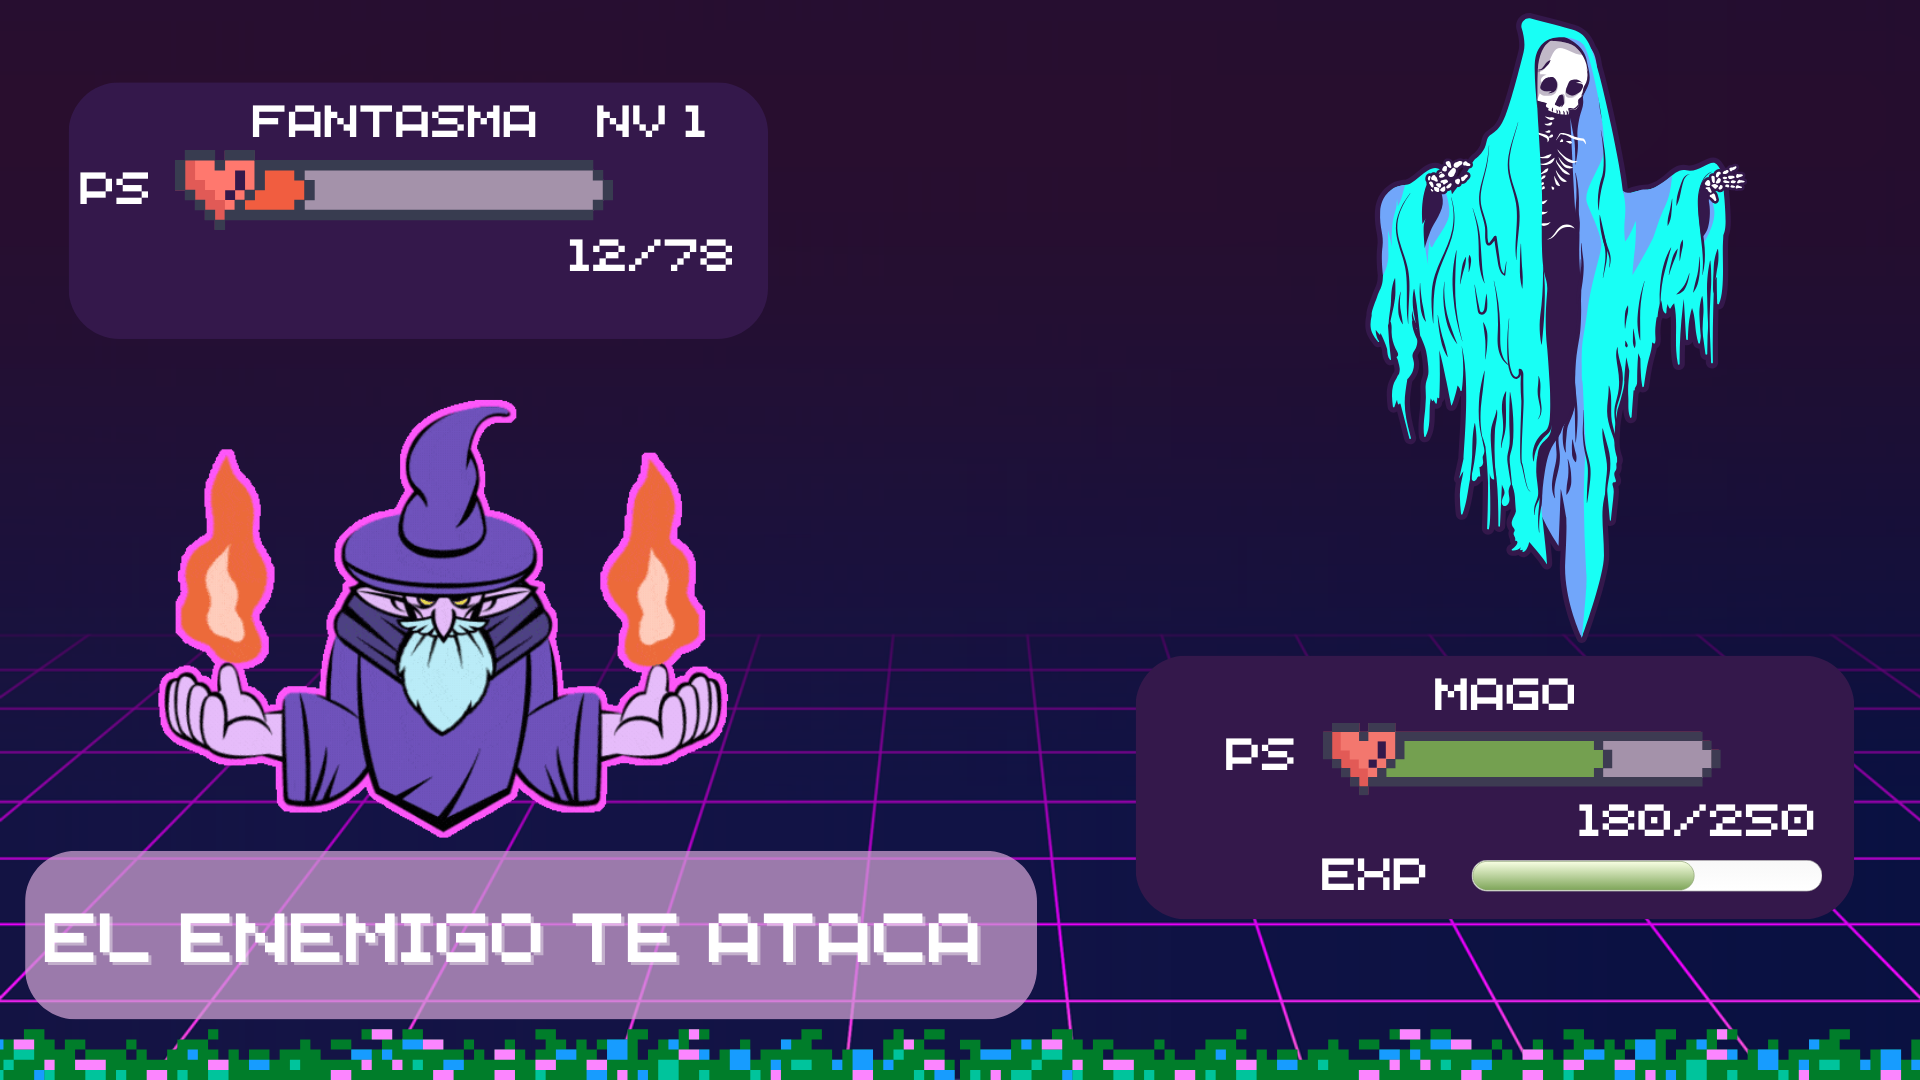 FANTASMA NV 1
PS
12/78
MAGO
PS
180/250
EXP
EL ENEMIGO TE ATACA